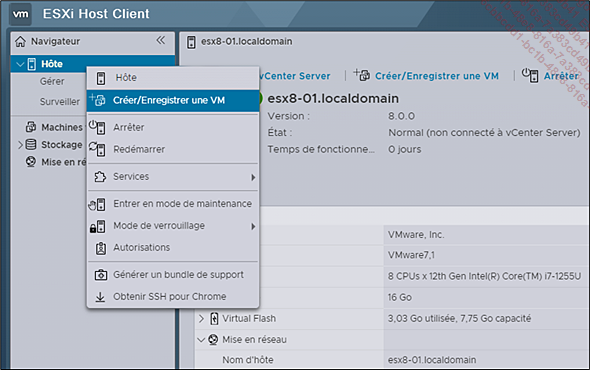 vm ESXi Host Client
Navigateur
esx8-01.localdomain
Hôte
Gérer
Surveiller
Machines
Stockage
Mise en ré
Hôte
Créer/Enregistrer une VM
Arrêter
Redémarrer
Services
Entrer en mode de maintenance
Mode de verrouillage
Autorisations
Générer un bundle de support
Obtenir SSH pour Chrome
vCenter Server
Créer/Enregistrer une VM
Arrêter
esx8-01.localdomain
Version : 8.0.0
État : Normal (non connecté à vCenter Server)
Temps de fonctionne... 0 jours
VMware, Inc.
VMware7,1
8 CPUs x 12th Gen Intel(R) Core(TM) i7-1255U
16 Go
Virtual Flash 3,03 Go utilisée, 7,75 Go capacité
Mise en réseau
Nom d'hôte esx8-01.localdomain